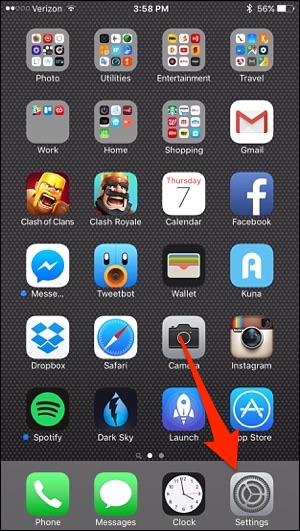 Verizon 3:58 PM 56%
Photo Utilities Entertainment Travel
Work Home Shopping Gmail
Thursday
7
Clash of Clans Clash Royale Calendar Facebook
Messe... Tweetbot Wallet Kuna
Dropbox Safari Camera Instagram
Spotify Dark Sky Launch App Store
Phone Messages Clock Settings